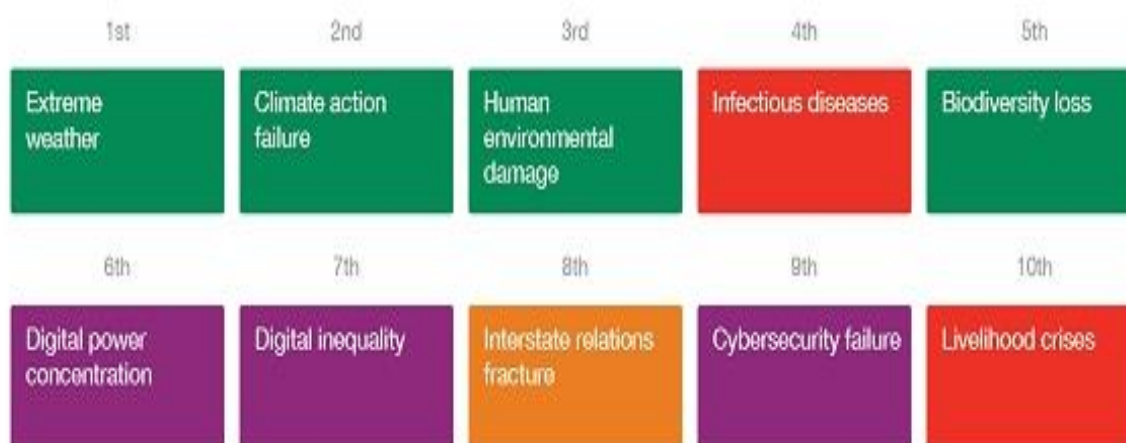 1st
2nd
3rd
4th
5th
Extreme
weather
Climate action
failure
Human
environmental
damage
Infectious diseases
Biodiversity loss
6th
7th
8th
9th
10th
Digital power
concentration
Digital inequality
Interstate relations
fracture
Cybersecurity failure
Livelihood crises